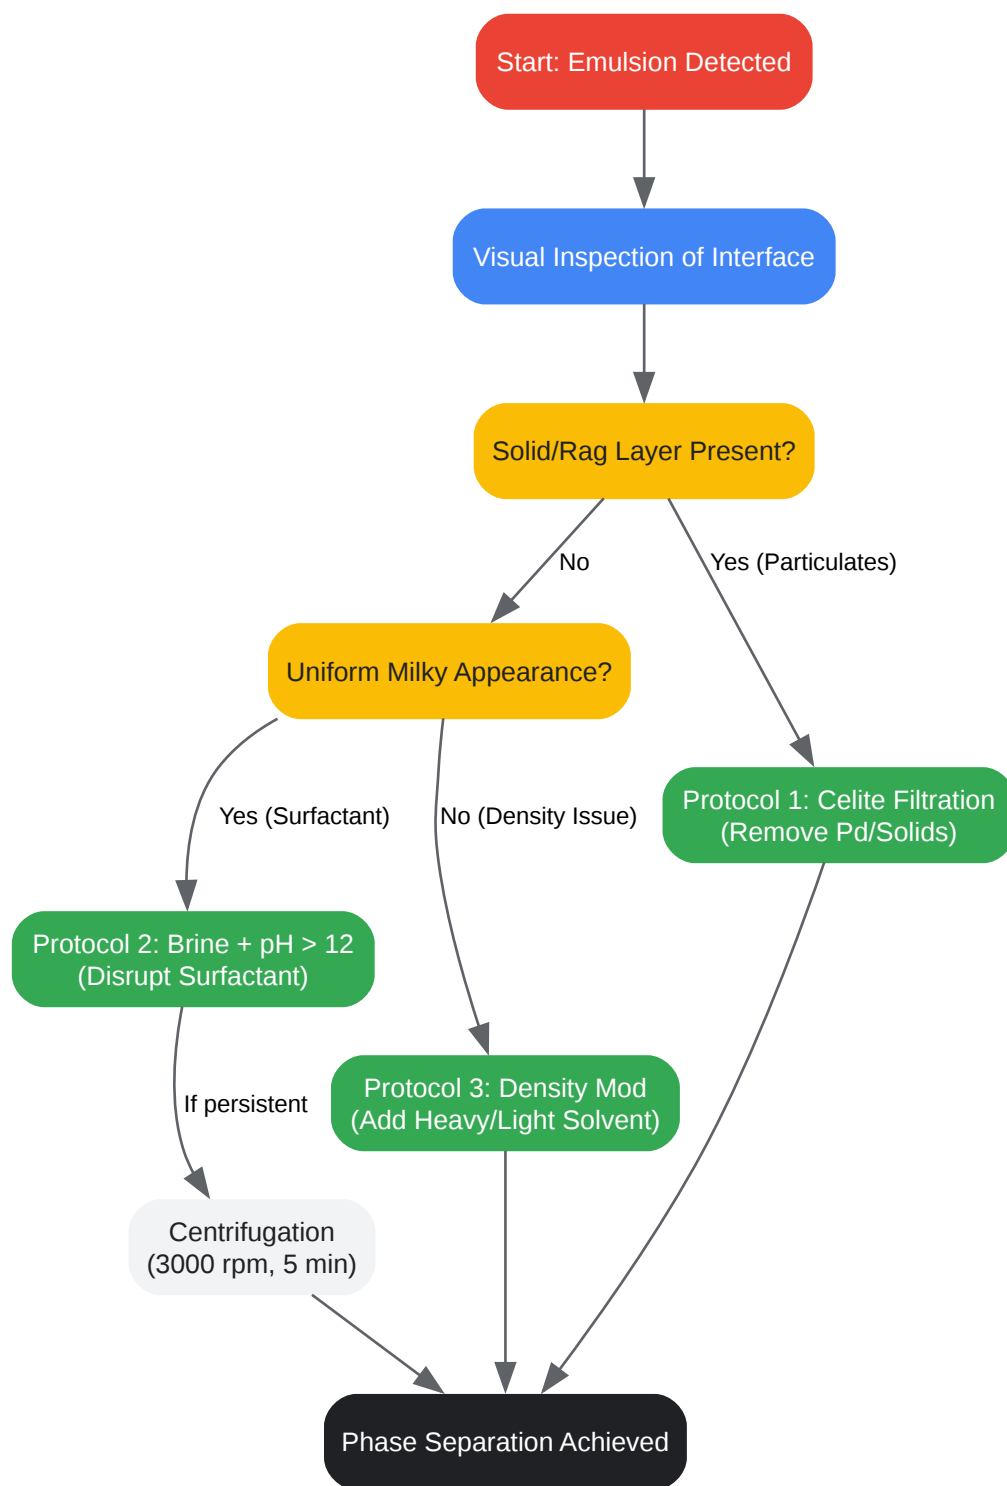 Start: Emulsion Detected
Visual Inspection of Interface
Solid/Rag Layer Present?
No
Yes (Particulates)
Uniform Milky Appearance?
Yes (Surfactant)
No (Density Issue)
Protocol 1: Celite Filtration
(Remove Pd/Solids)
Protocol 2: Brine + pH > 12
(Disrupt Surfactant)
If persistent
Protocol 3: Density Mod
(Add Heavy/Light Solvent)
Centrifugation
(3000 rpm, 5 min)
Phase Separation Achieved